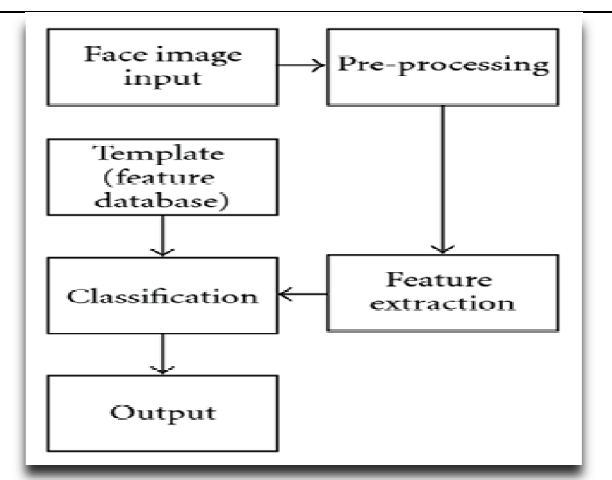 Face image
input
Pre-processing
Template
(feature
database)
Feature
extraction
Classification
Output